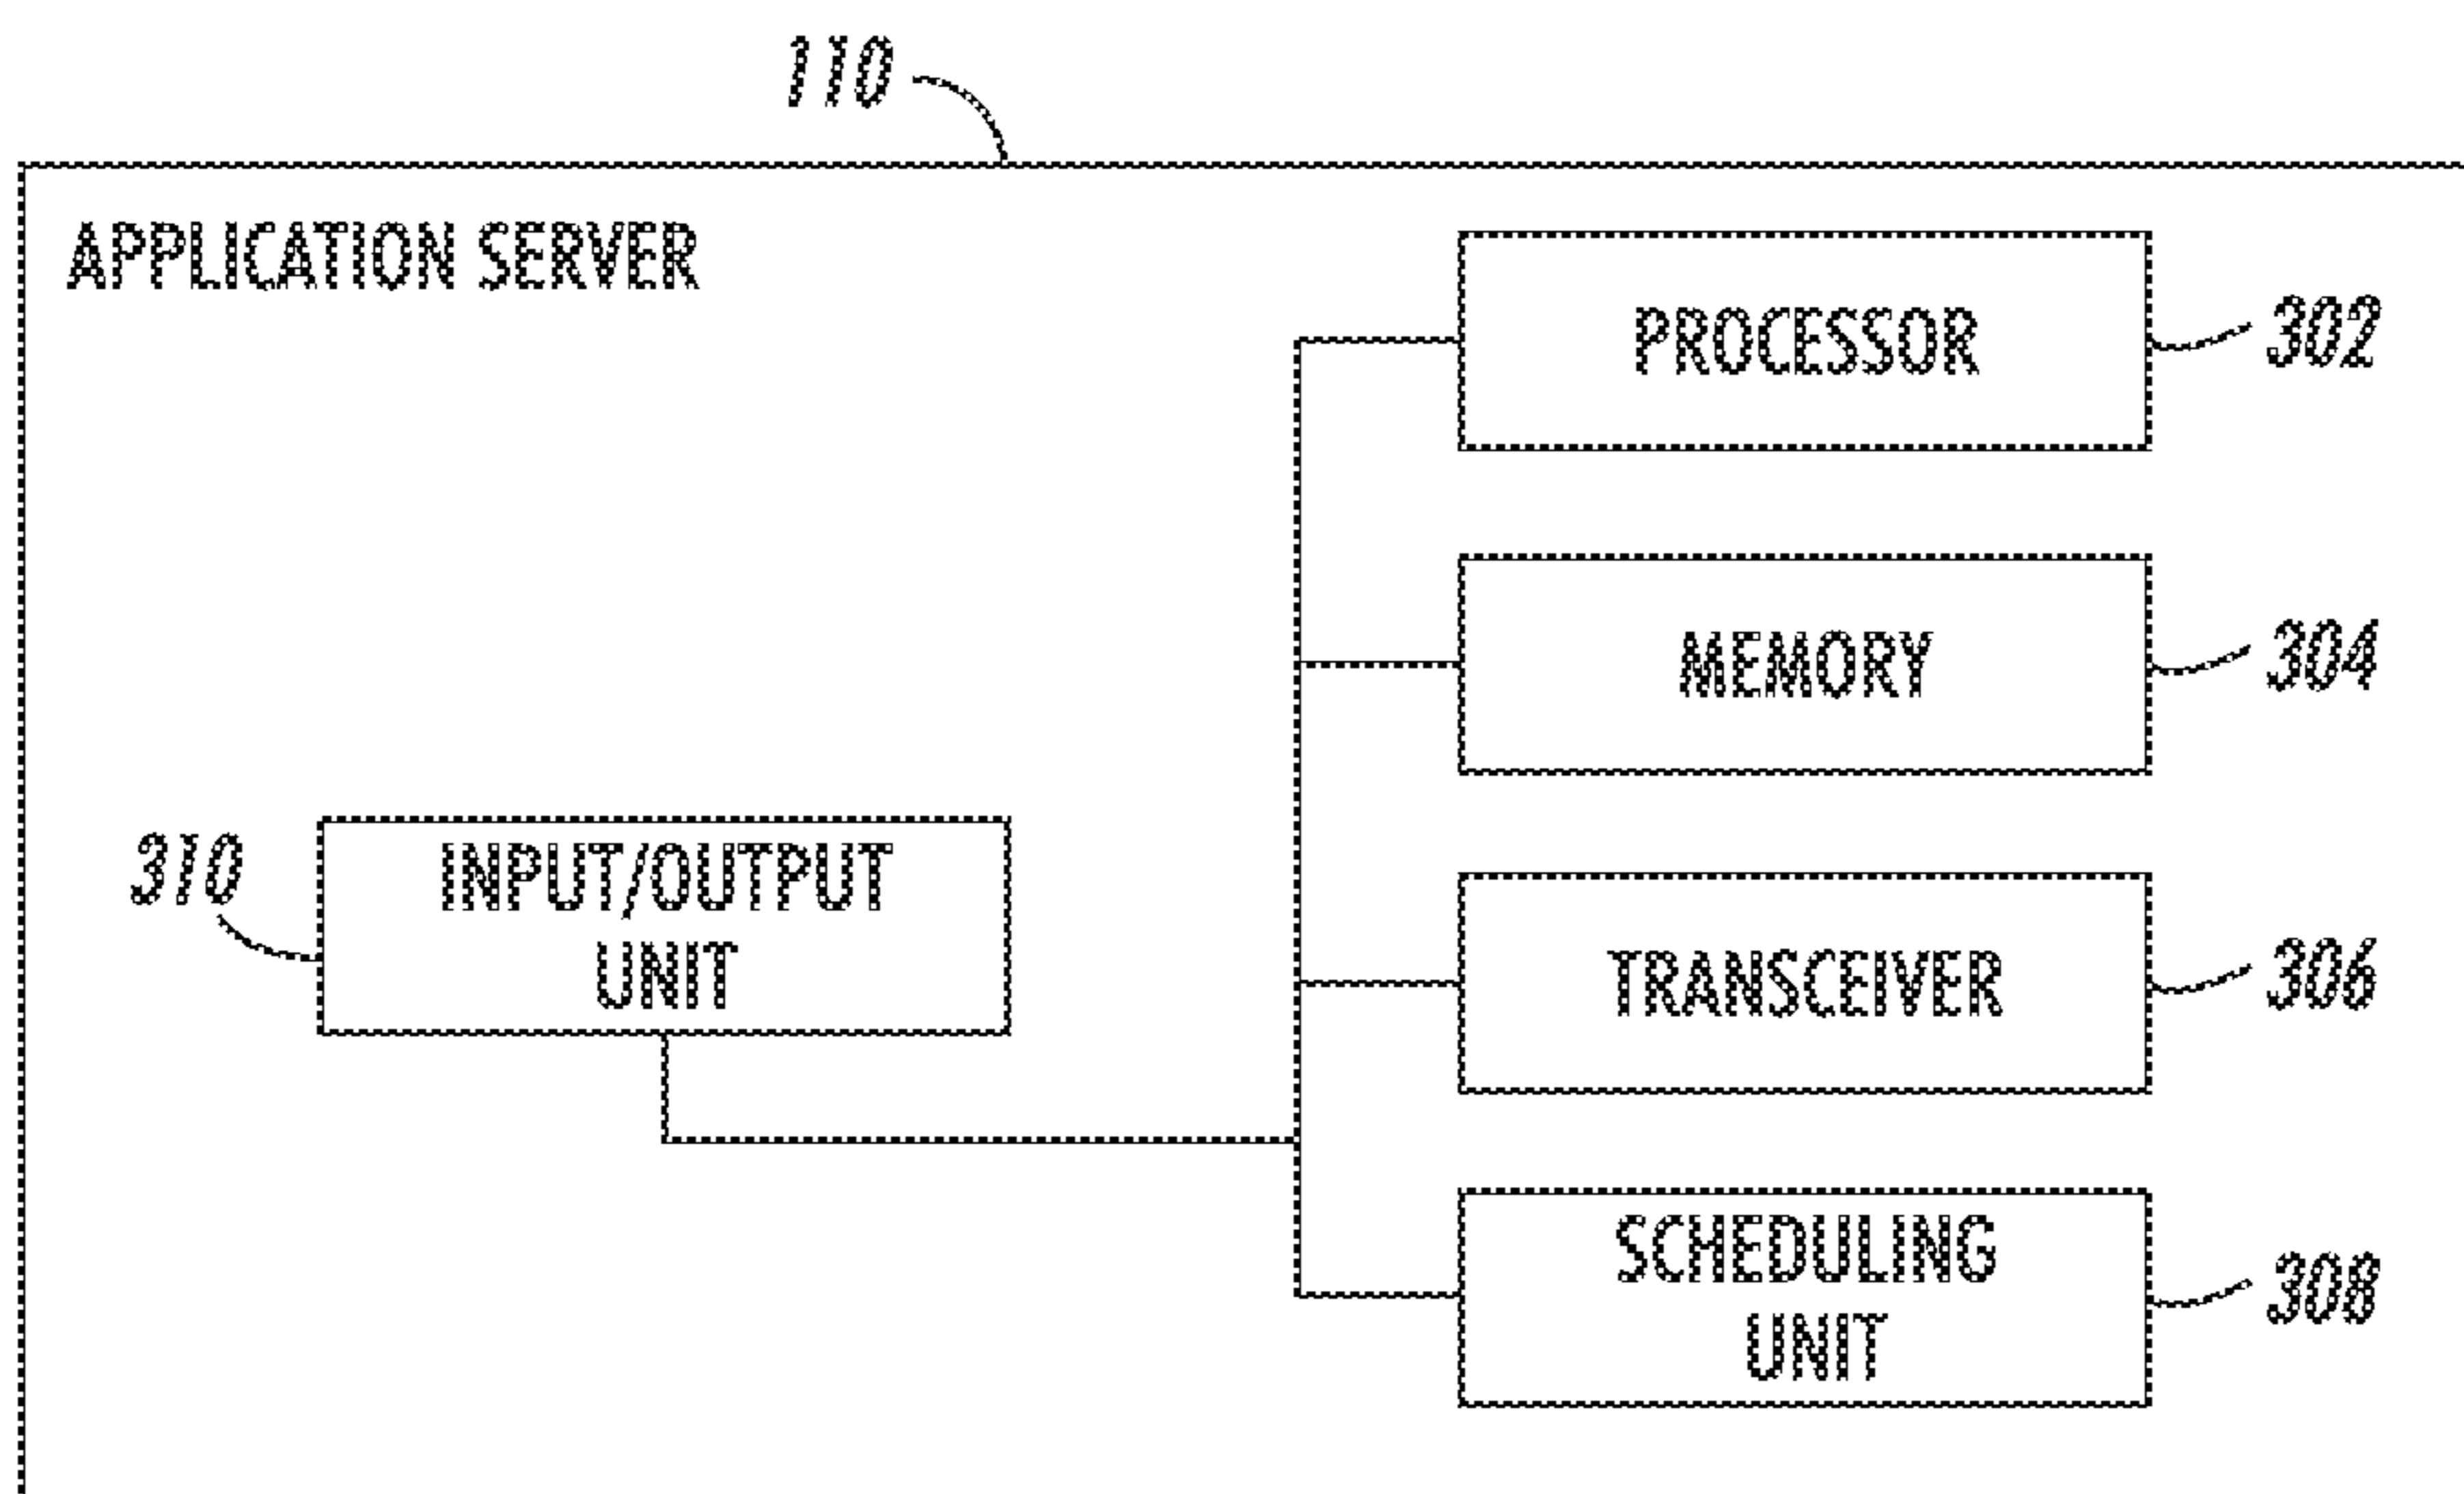 110
APPLICATION SERVER
PROCESSOR
302
MEMORY
304
310
INPUT/OUTPUT
UNIT
TRANSCEIVER
306
SCHEDULING
UNIT
308